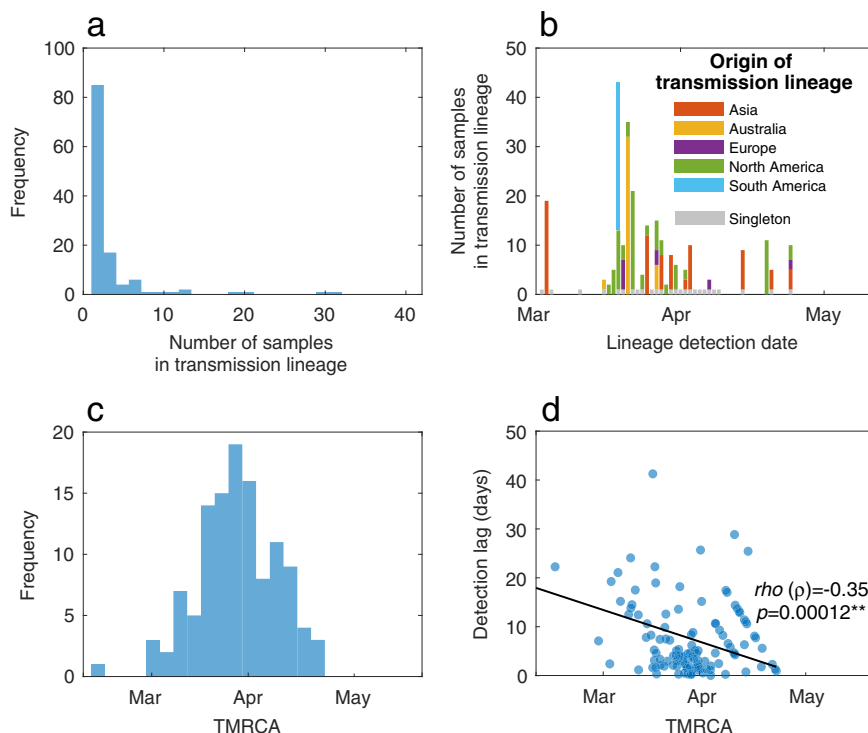 a
100
80
60
40
20
0
Frequency
0 10 20 30 40
Number of samples
in transmission lineage
b
50
40
30
20
10
0
Number of samples
in transmission lineage
Origin of
transmission lineage
Asia
Australia
Europe
North America
South America
Singleton
Mar Apr May
Lineage detection date
c
20
15
10
5
0
Frequency
Mar Apr May
TMRCA
d
50
40
30
20
10
0
Detection lag (days)
rho (ρ)=-0.35
p=0.00012**
Mar Apr May
TMRCA